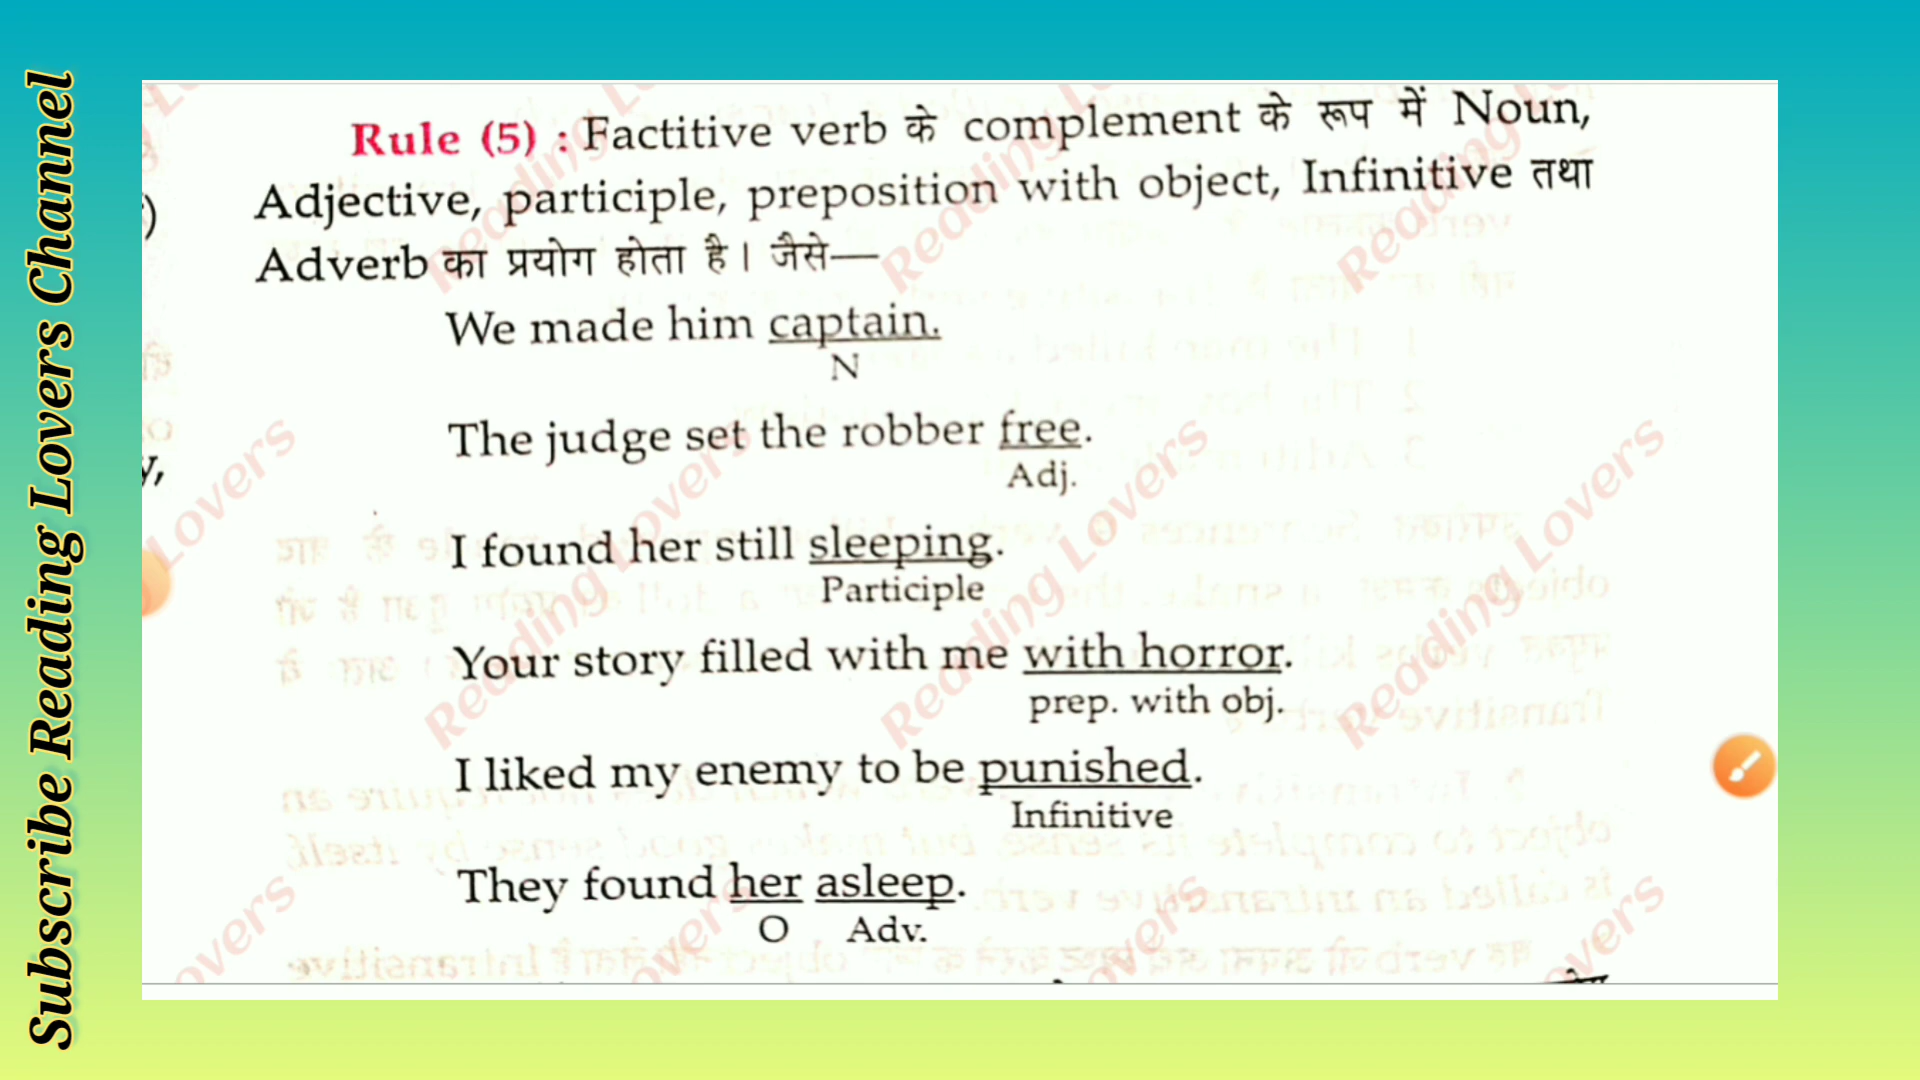 Subscribe Reading Lovers Channel
Rule (5) : Factitive verb के complement के रूप में Noun,
Adjective, participle, preposition with object, Infinitive तथा
Adverb का प्रयोग होता है। जैसे—
We made him captain.
N
The judge set the robber free.
Adj.
I found her still sleeping.
Participle
Your story filled with me with horror.
prep. with obj.
I liked my enemy to be punished.
Infinitive
They found her asleep.
O Adv.
Reading Lovers